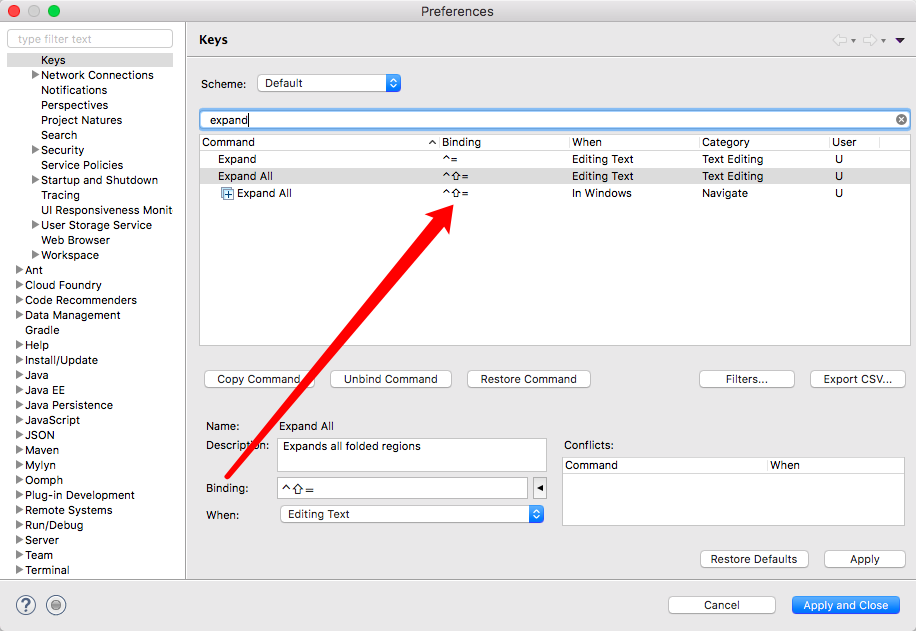 Preferences
type filter text
Keys
Network Connections
Notifications
Perspectives
Project Natures
Search
Security
Service Policies
Startup and Shutdown
Tracing
UI Responsiveness Monit
User Storage Service
Web Browser
Workspace
Ant
Cloud Foundry
Code Recommenders
Data Management
Gradle
Help
Install/Update
Java
Java EE
Java Persistence
JavaScript
JSON
Maven
Mylyn
Oomph
Plug-in Development
Remote Systems
Run/Debug
Server
Team
Terminal
Keys
Scheme: Default
expand
Command Binding When Category User
Expand ^= Editing Text Text Editing U
Expand All ^⇧= Editing Text Text Editing U
Expand All ^⇧= In Windows Navigate U
Copy Command Unbind Command Restore Command Filters... Export CSV...
Name: Expand All
Description: Expands all folded regions
Binding: ^⇧=
When: Editing Text
Conflicts:
Command When
Restore Defaults Apply
? Cancel Apply and Close